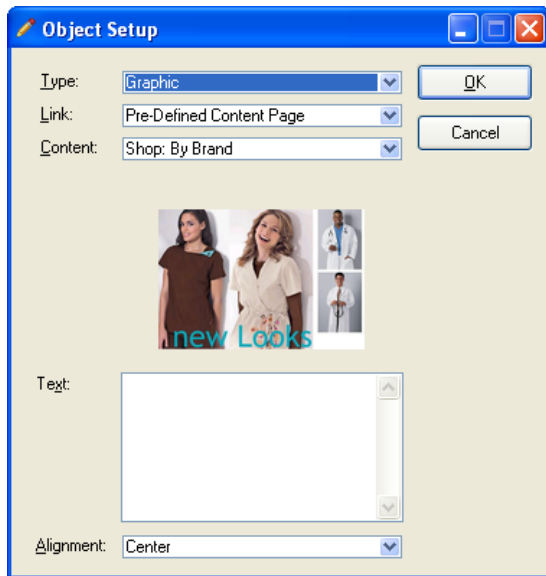 Object Setup
Type: Graphic
OK
Link: Pre-Defined Content Page
Cancel
Content: Shop: By Brand
new Looks
Text:
Alignment: Center